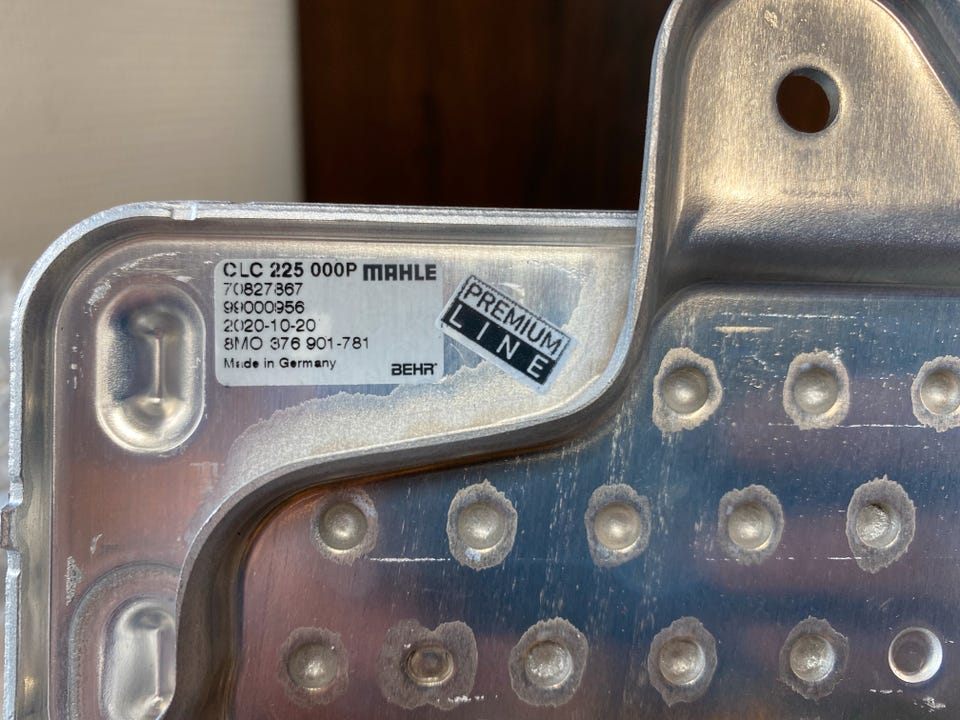 CLC 225 000P MAHLE
70827867
99000956
2020-10-20
8MO 376 901-781
Made in Germany BEHR
PREMIUM
LINE